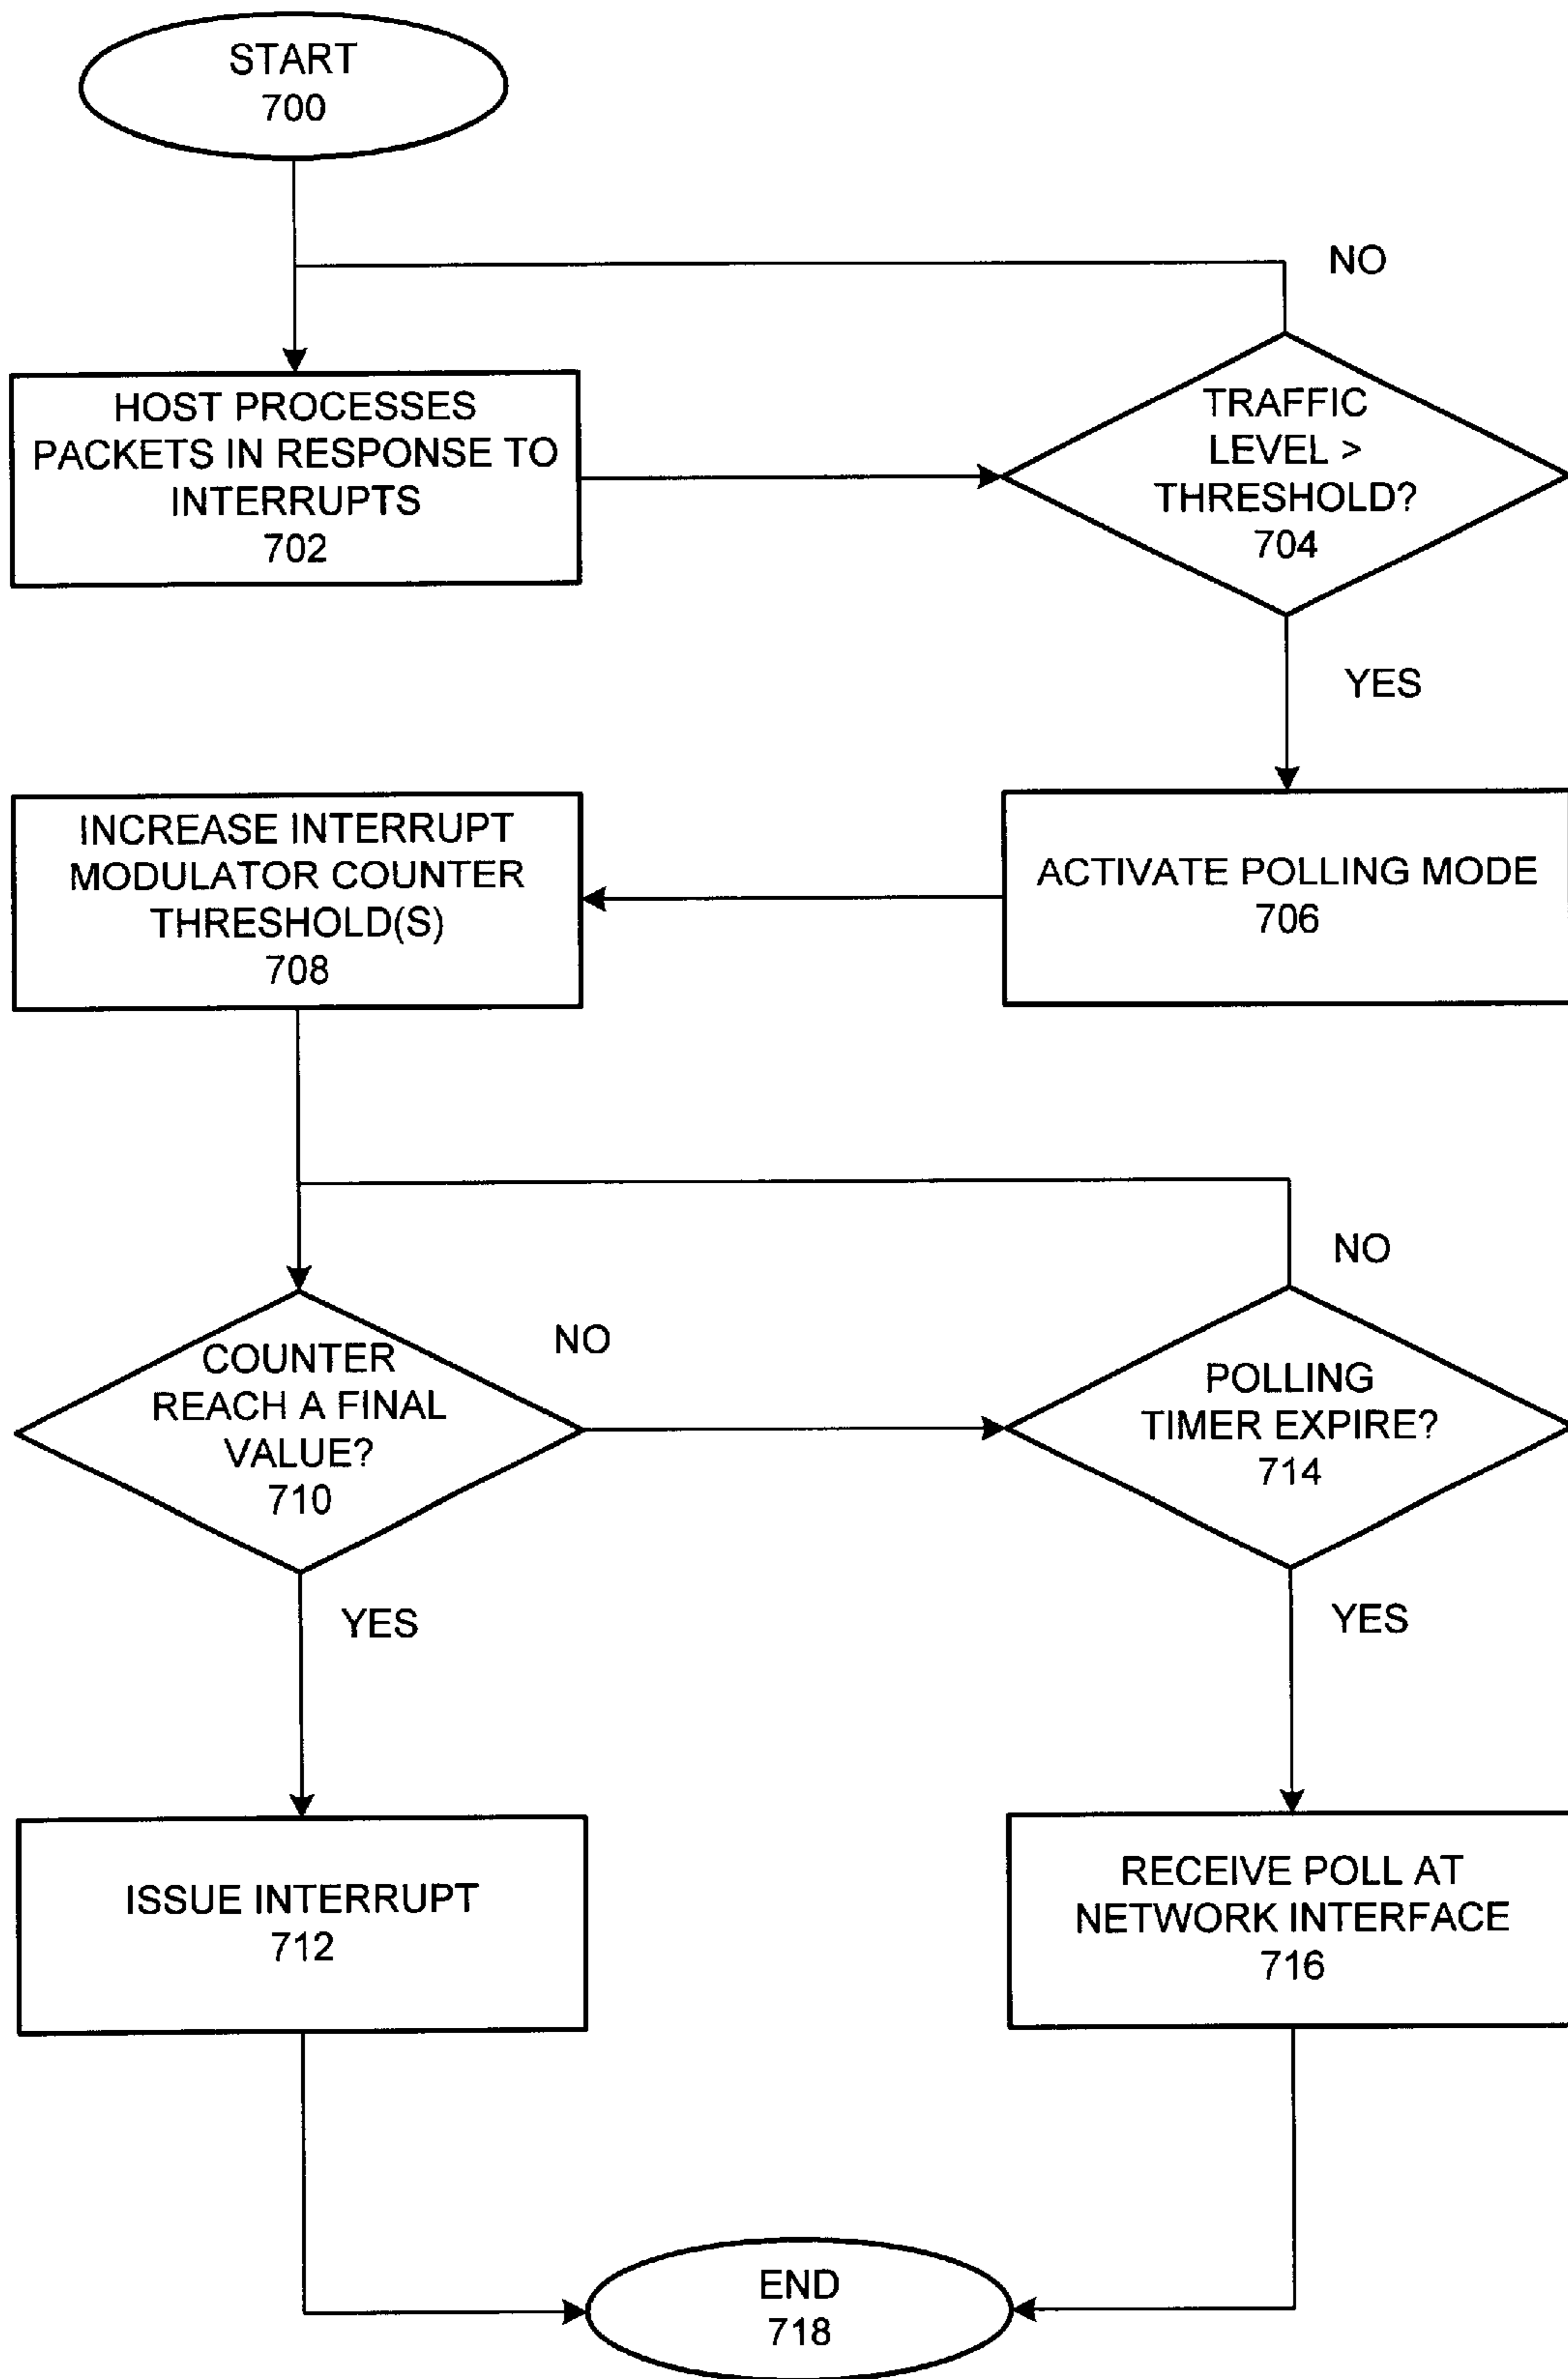 START
700
NO
HOST PROCESSES
PACKETS IN RESPONSE TO
INTERRUPTS
702
TRAFFIC
LEVEL >
THRESHOLD?
704
YES
INCREASE INTERRUPT
MODULATOR COUNTER
THRESHOLD(S)
708
ACTIVATE POLLING MODE
706
NO
COUNTER
REACH A FINAL
VALUE?
710
NO
POLLING
TIMER EXPIRE?
714
YES
YES
ISSUE INTERRUPT
712
RECEIVE POLL AT
NETWORK INTERFACE
716
END
718